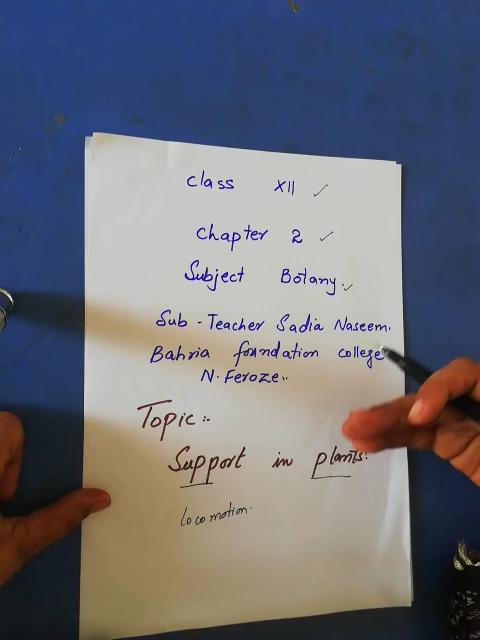 Class XII
Chapter 2
Subject Botany.
Sub - Teacher Sadia Naseem.
Bahria foundation college
N. Feroze..
Topic :.
Support in plants.
locomotion.